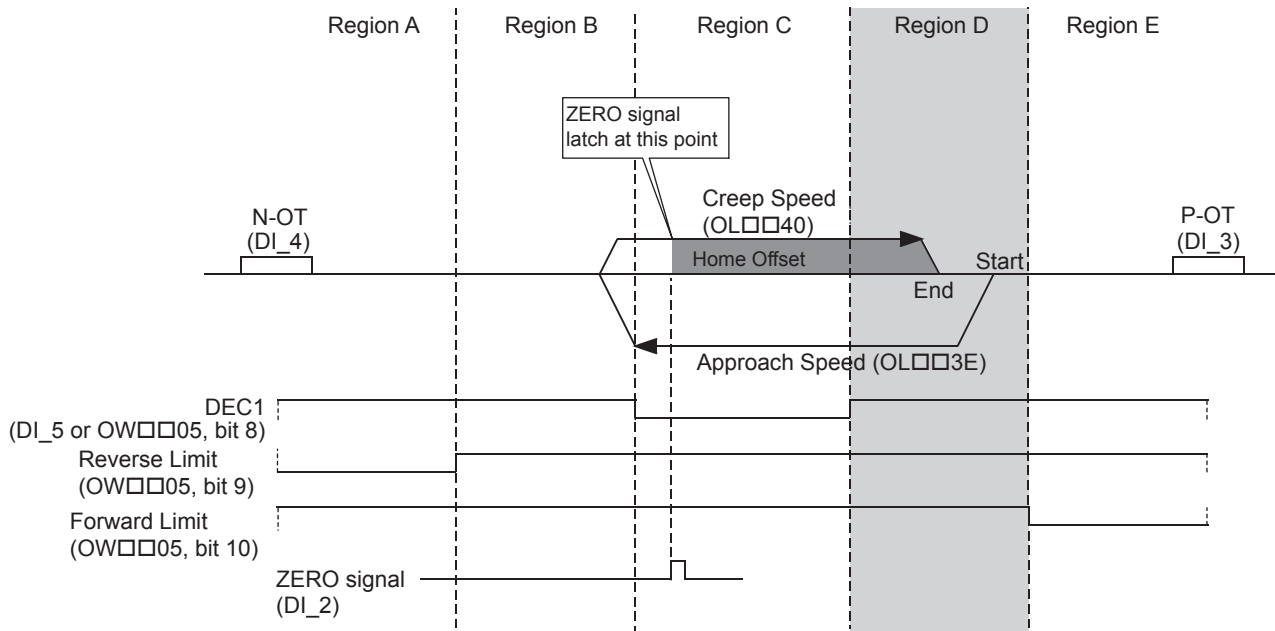 Region A
Region B
Region C
Region D
Region E
ZERO signal
latch at this point
Creep Speed
(OL□□40)
N-OT
(DI_4)
P-OT
(DI_3)
Home Offset
Start
End
Approach Speed (OL□□3E)
DEC1
(DI_5 or OW□□05, bit 8)
Reverse Limit
(OW□□05, bit 9)
Forward Limit
(OW□□05, bit 10)
ZERO signal
(DI_2)